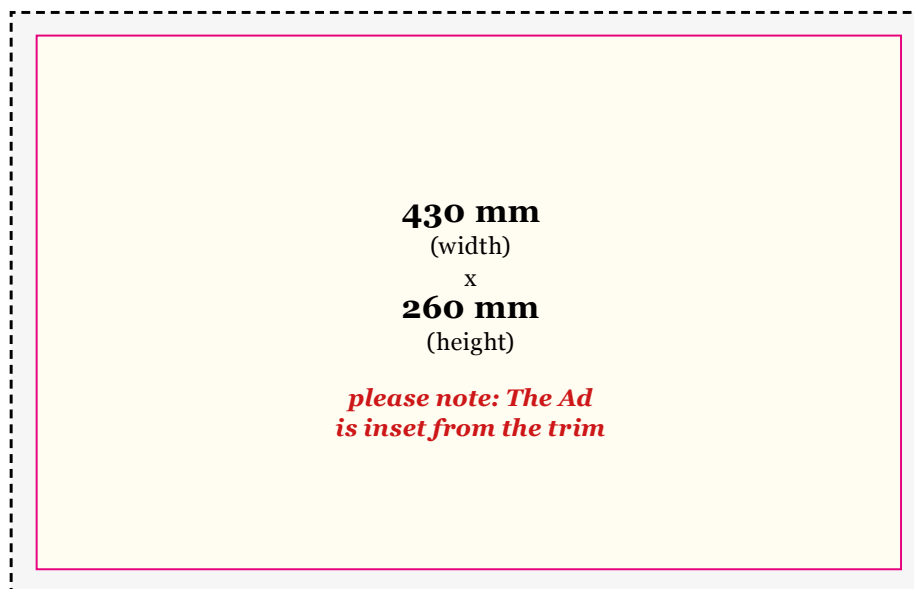 430 mm
(width)
x
260 mm
(height)
please note: The Ad
is inset from the trim